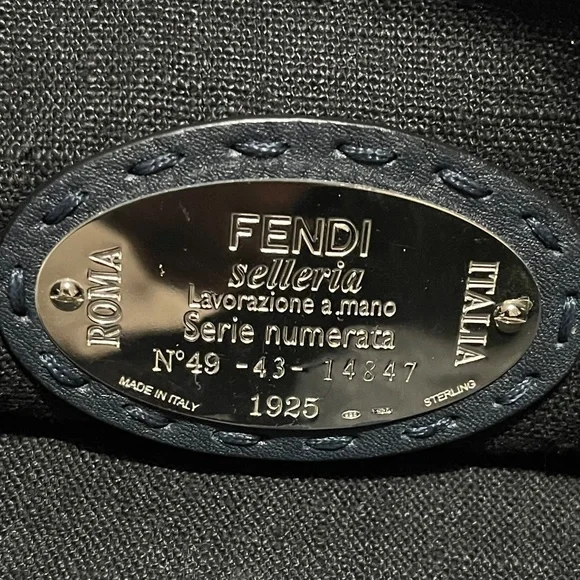 FENDI
selleria
Lavorazione a mano
Serie numerata
N°49 -43- 14847
1925
ROMA
ITALIA
MADE IN ITALY
STERLING